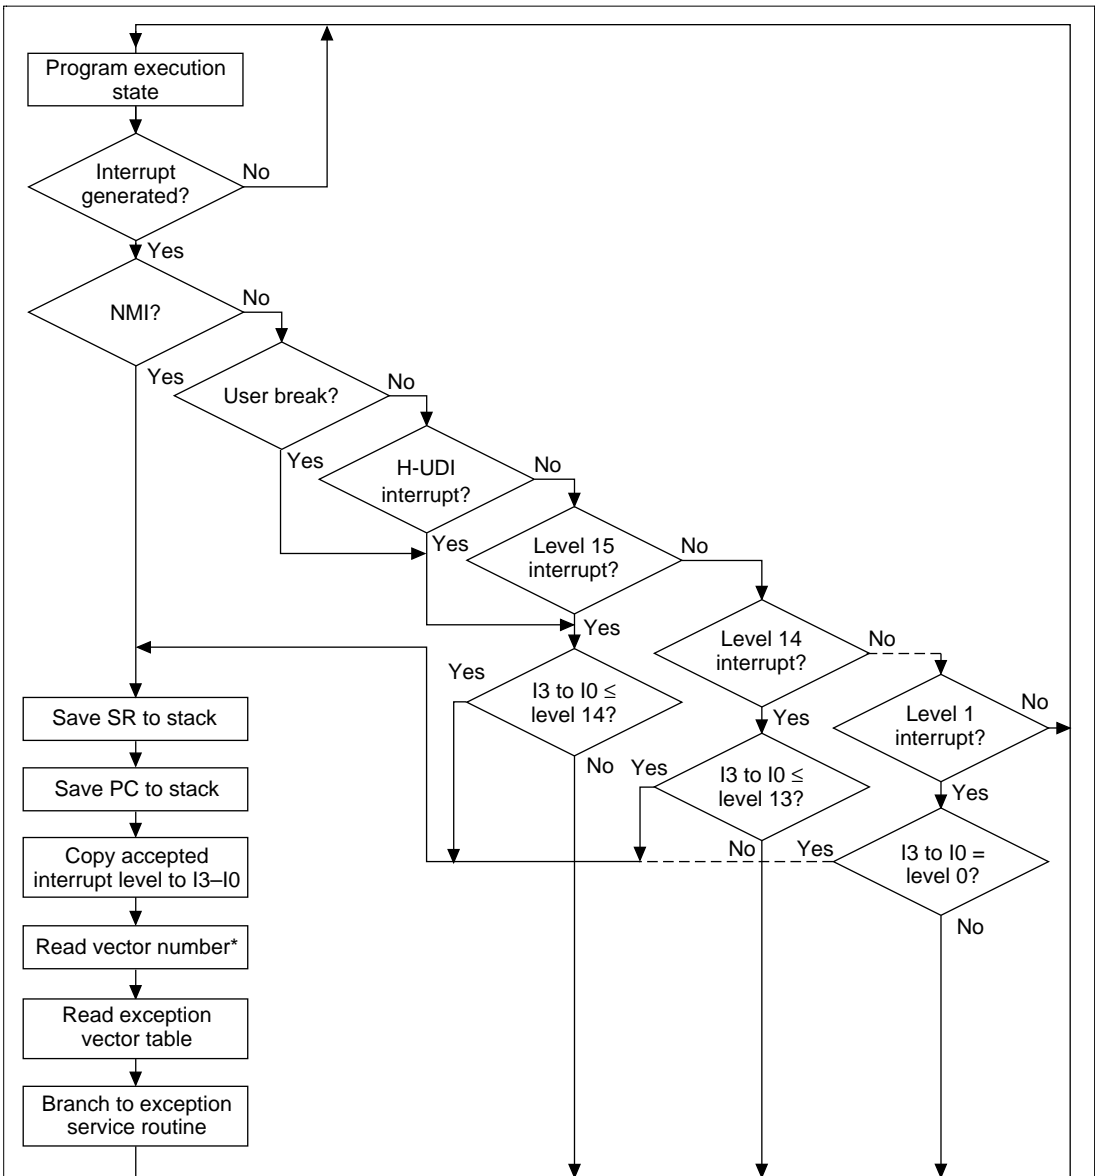 Program execution
state
Interrupt
generated?
No
Yes
NMI?
No
Yes
User break?
No
Yes
H-UDI
interrupt?
No
Yes
Level 15
interrupt?
No
Yes
Level 14
interrupt?
No
Yes
I3 to I0 ≤
level 14?
Yes
No
Level 1
interrupt?
No
Yes
I3 to I0 ≤
level 13?
Yes
No
I3 to I0 =
level 0?
Yes
No
Save SR to stack
Save PC to stack
Copy accepted
interrupt level to I3–I0
Read vector number*
Read exception
vector table
Branch to exception
service routine